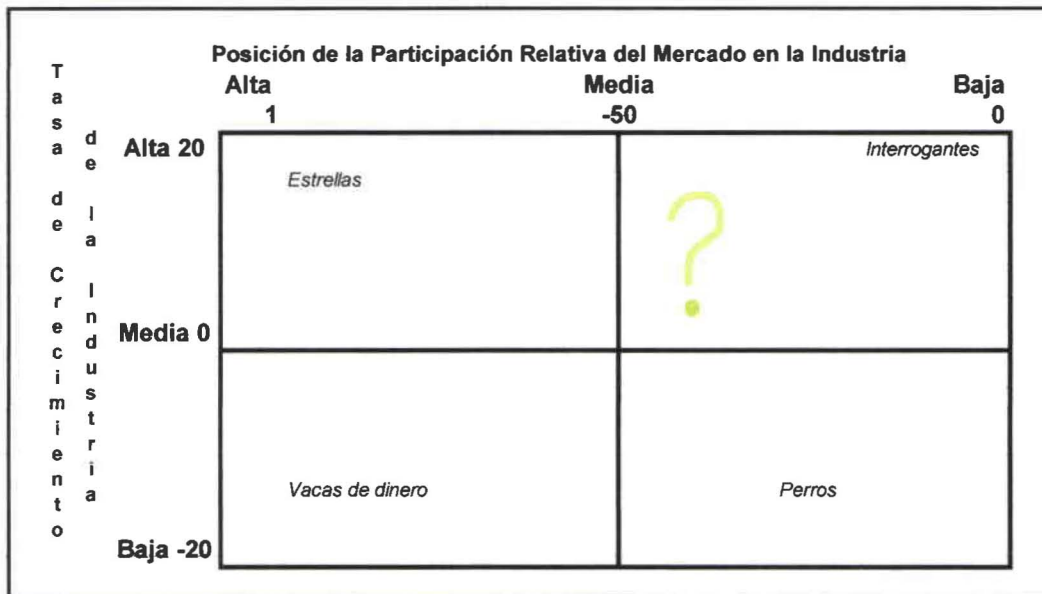 Posición de la Participación Relativa del Mercado en la Industria
Alta Media Baja
1 -50 0
Tasa de Crecimiento
de la Industria
Alta 20
Interrogantes
Estrellas
?
Media 0
Vacas de dinero
Perros
Baja -20